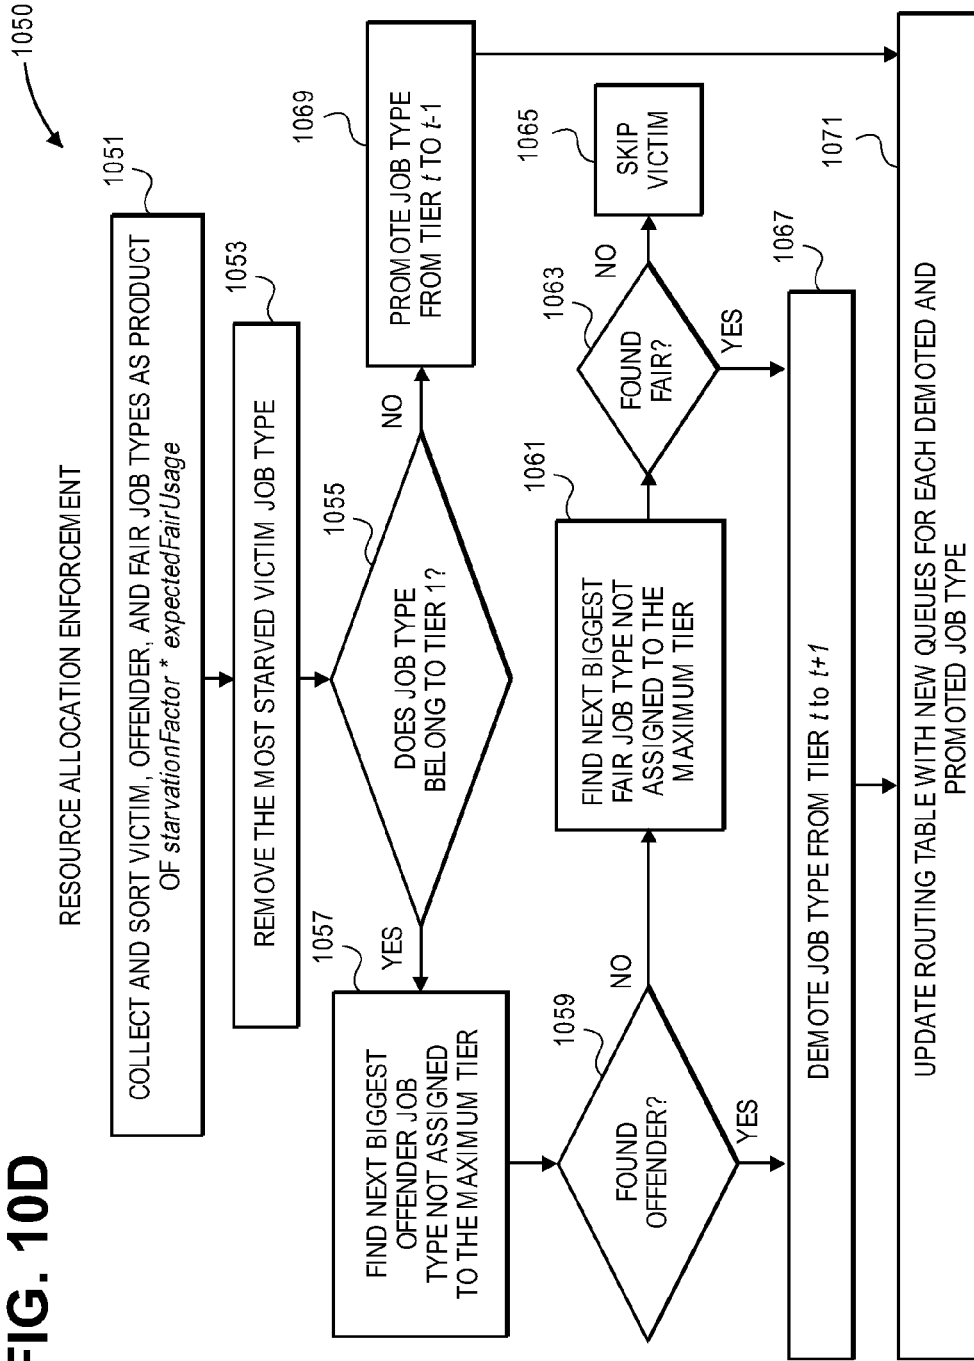 FIG. 10D
RESOURCE ALLOCATION ENFORCEMENT
1050
1051
COLLECT AND SORT VICTIM, OFFENDER, AND FAIR JOB TYPES AS PRODUCT
OF starvationFactor * expectedFairUsage
1053
REMOVE THE MOST STARVED VICTIM JOB TYPE
1055
DOES JOB TYPE
BELONG TO TIER 1?
YES
NO
1057
FIND NEXT BIGGEST
OFFENDER JOB
TYPE NOT ASSIGNED
TO THE MAXIMUM TIER
1069
PROMOTE JOB TYPE
FROM TIER t TO t-1
1059
FOUND
OFFENDER?
NO
YES
1061
FIND NEXT BIGGEST
FAIR JOB TYPE NOT
ASSIGNED TO THE
MAXIMUM TIER
1063
FOUND
FAIR?
NO
YES
1065
SKIP
VICTIM
1067
DEMOTE JOB TYPE FROM TIER t to t+1
1071
UPDATE ROUTING TABLE WITH NEW QUEUES FOR EACH DEMOTED AND
PROMOTED JOB TYPE